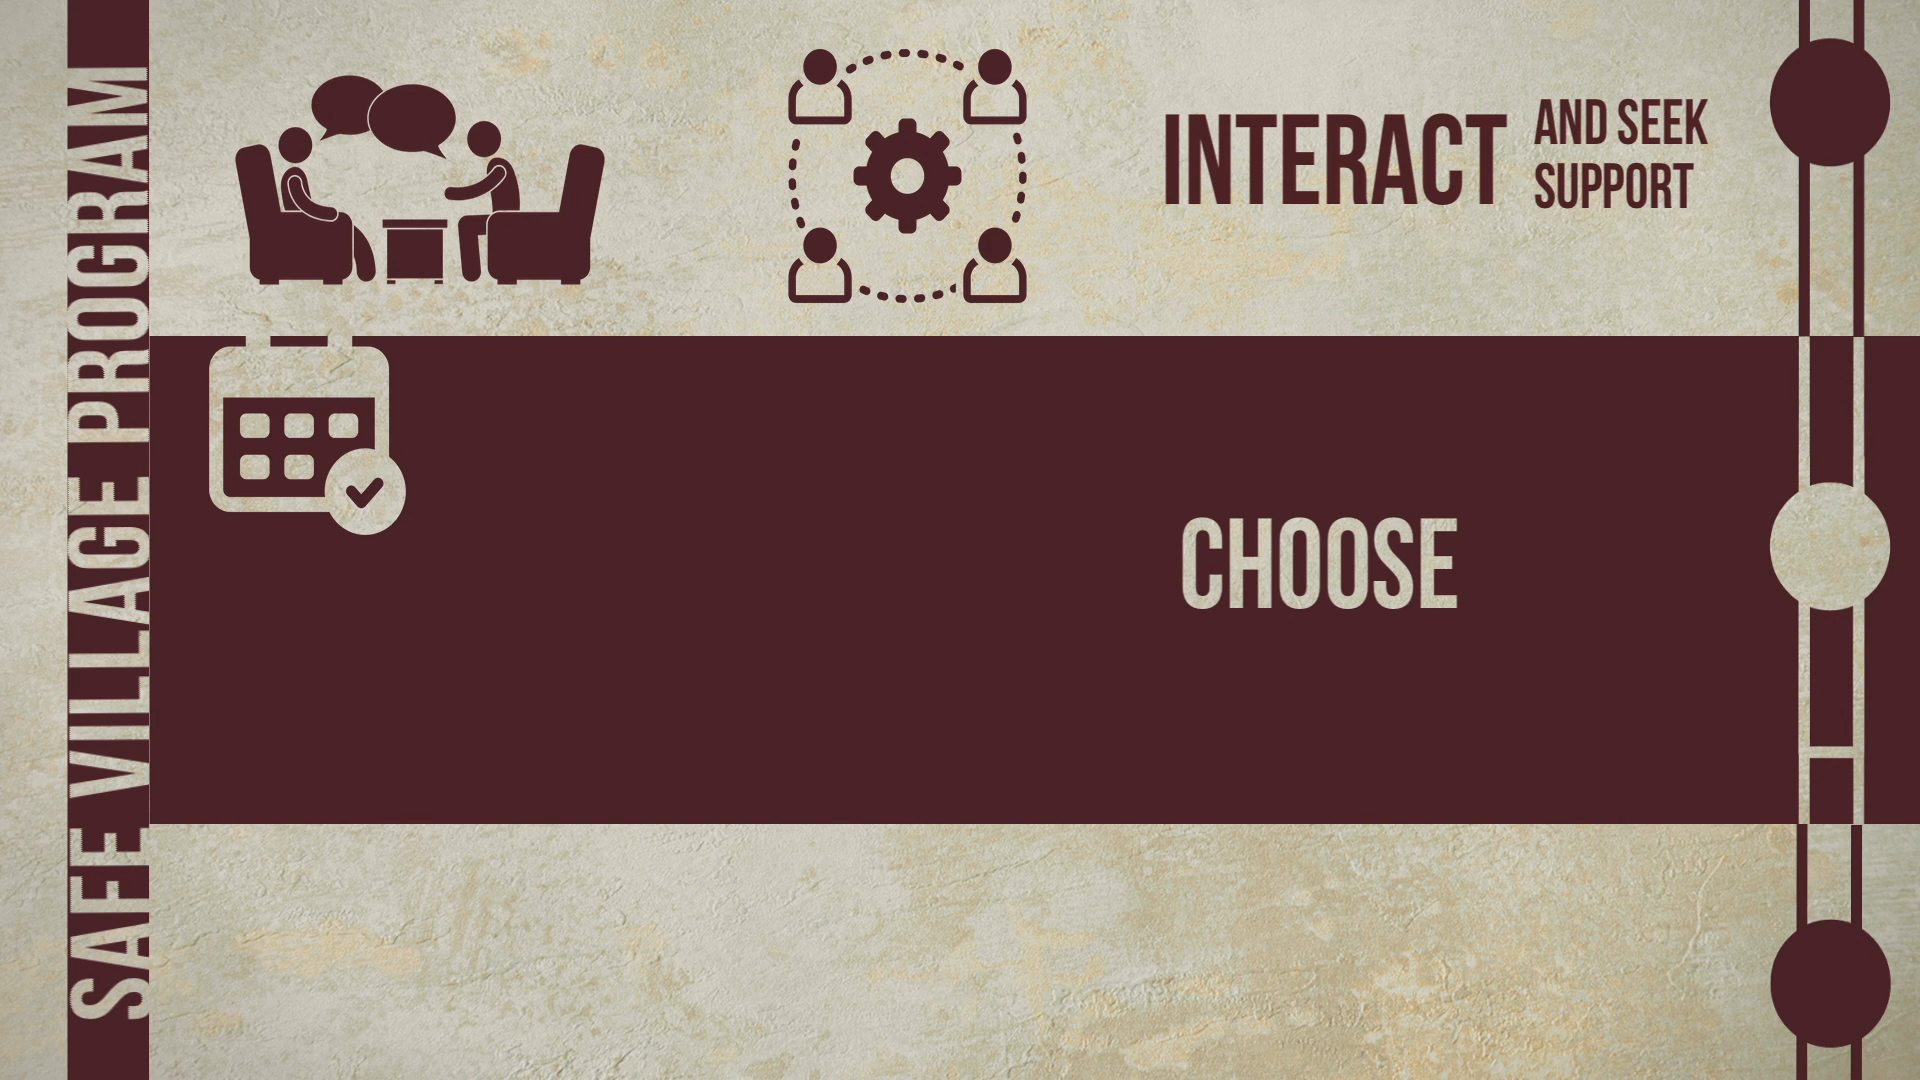 SAFE VILLAGE PROGRAM
INTERACT
AND SEEK
SUPPORT
CHOOSE